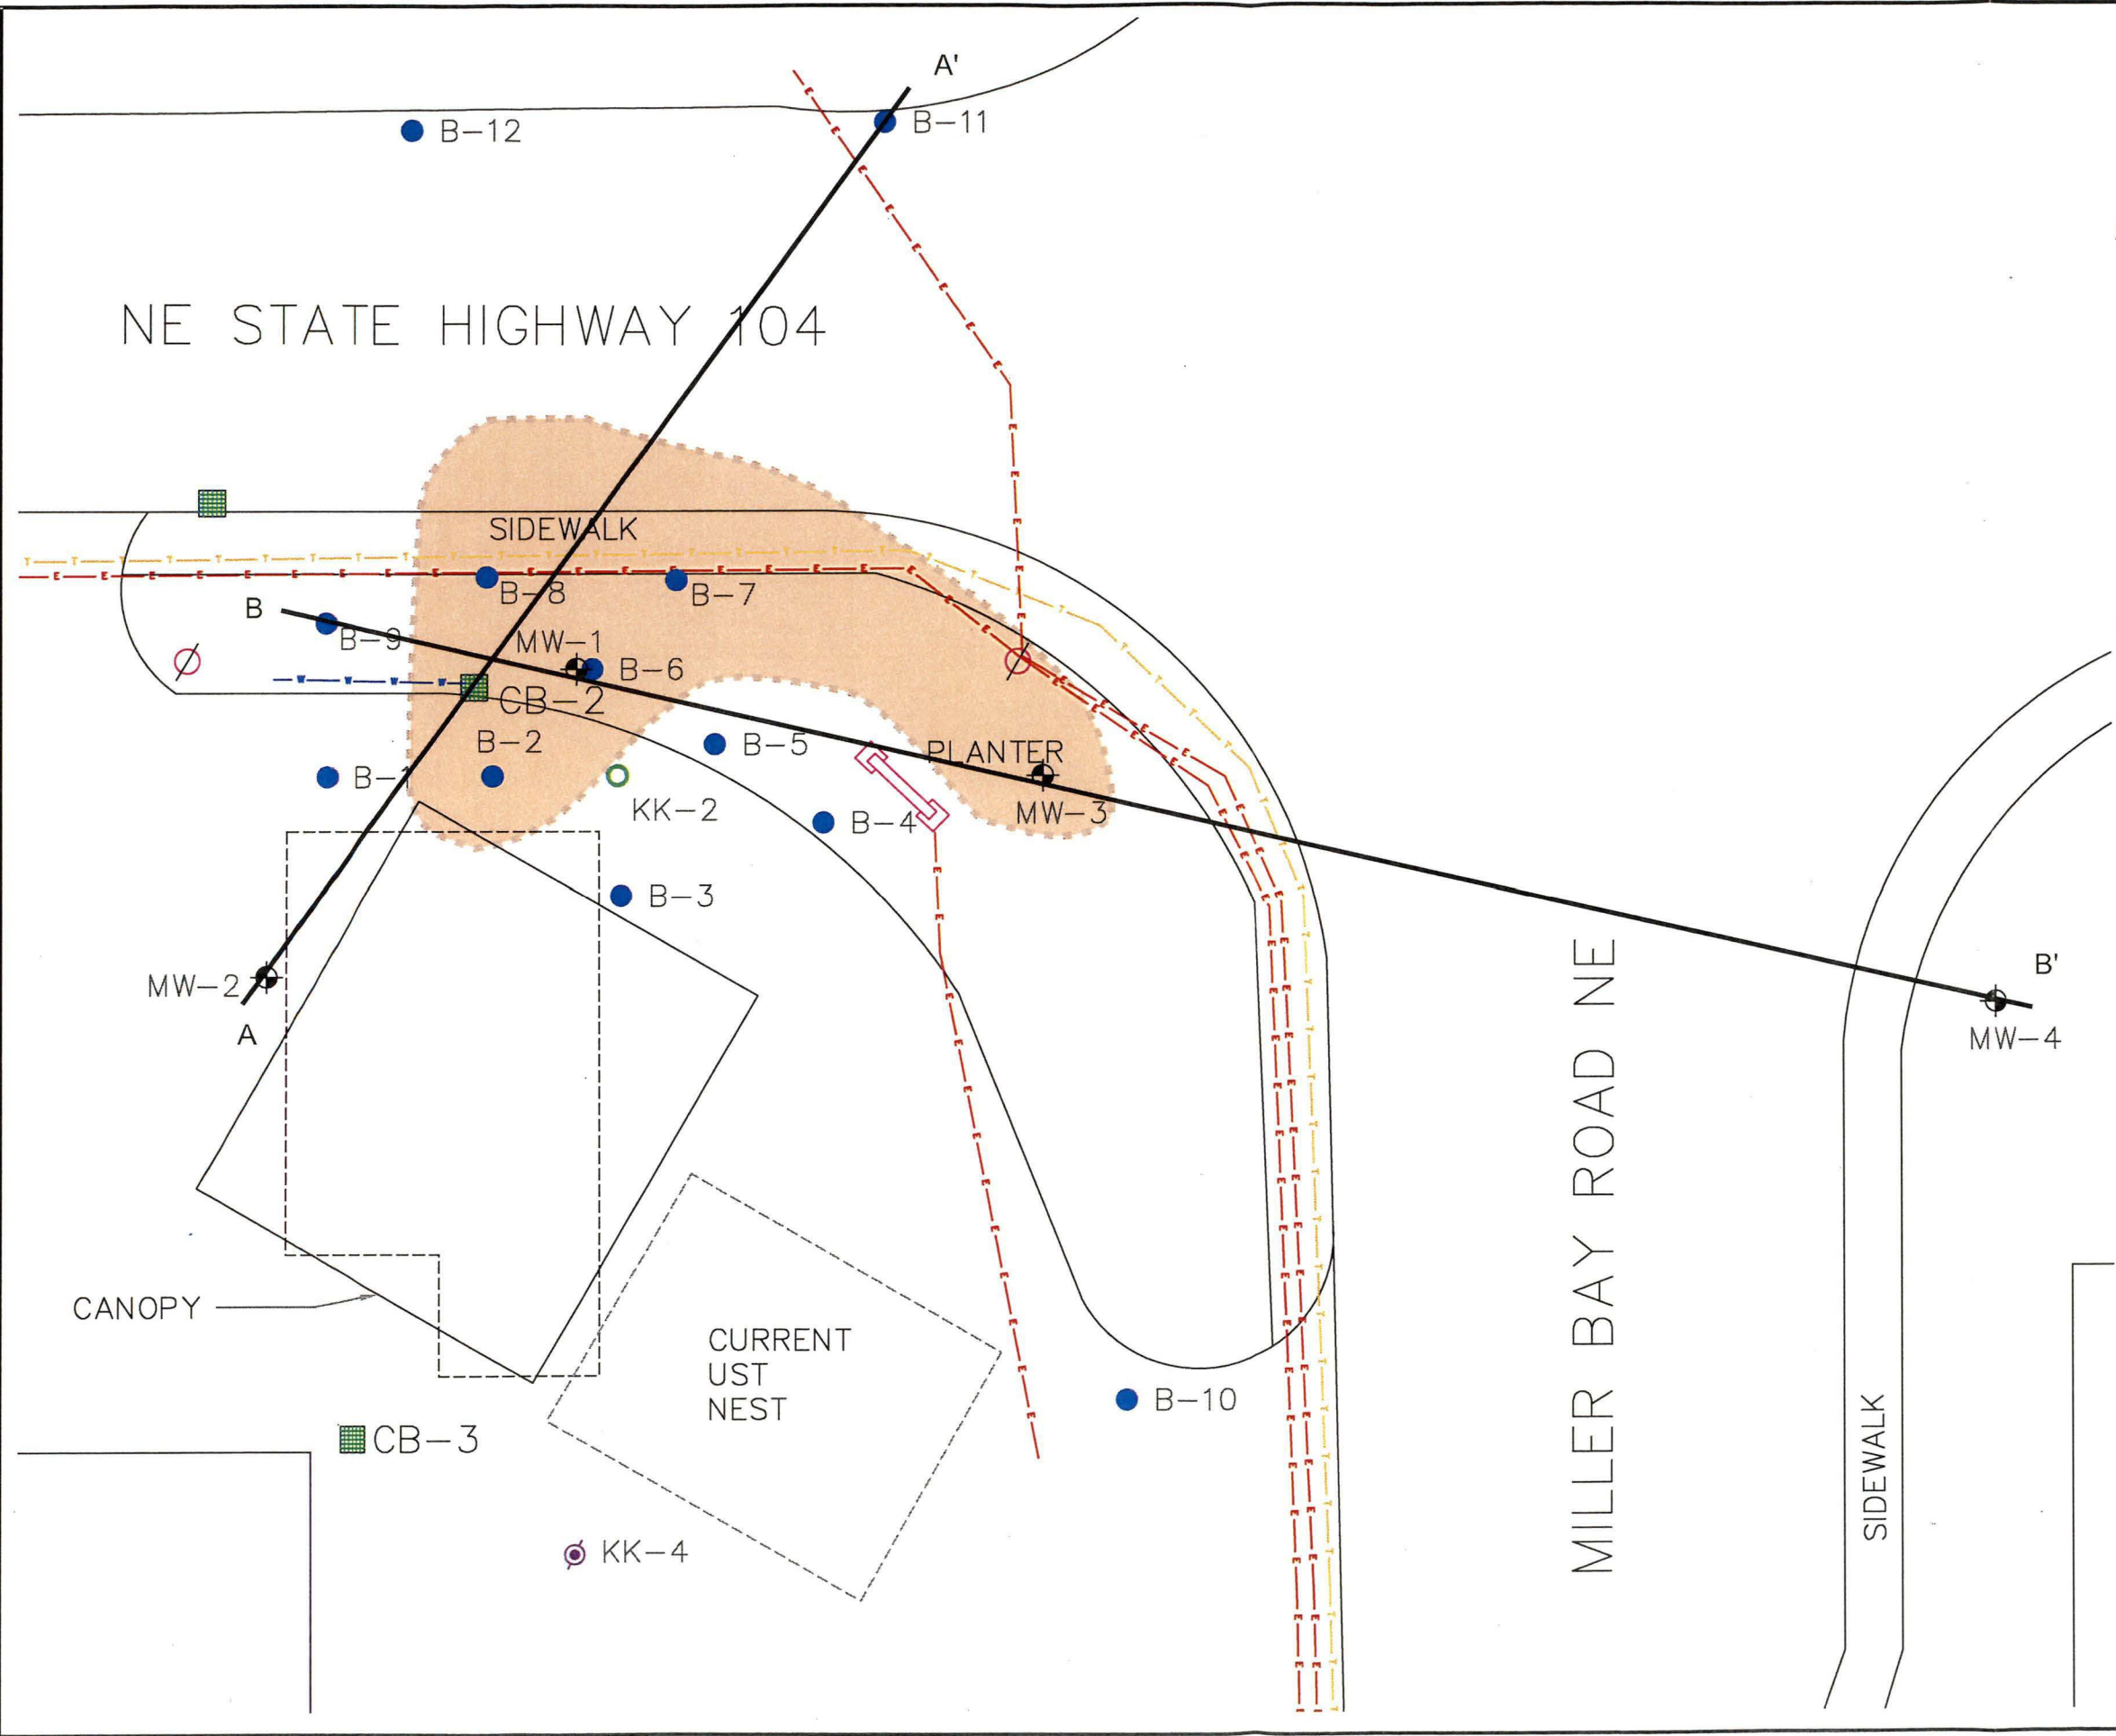 A'
B-12
B-11
NE STATE HIGHWAY 104
SIDEWALK
B-8
B-7
B
B-9
MW-1
B-6
CB-2
B-2
B-5
PLANTER
B-1
KK-2
B-4
MW-3
B-3
MW-2
A
B'
MW-4
MILLER BAY ROAD NE
CANOPY
CURRENT
UST
NEST
B-10
SIDEWALK
CB-3
KK-4